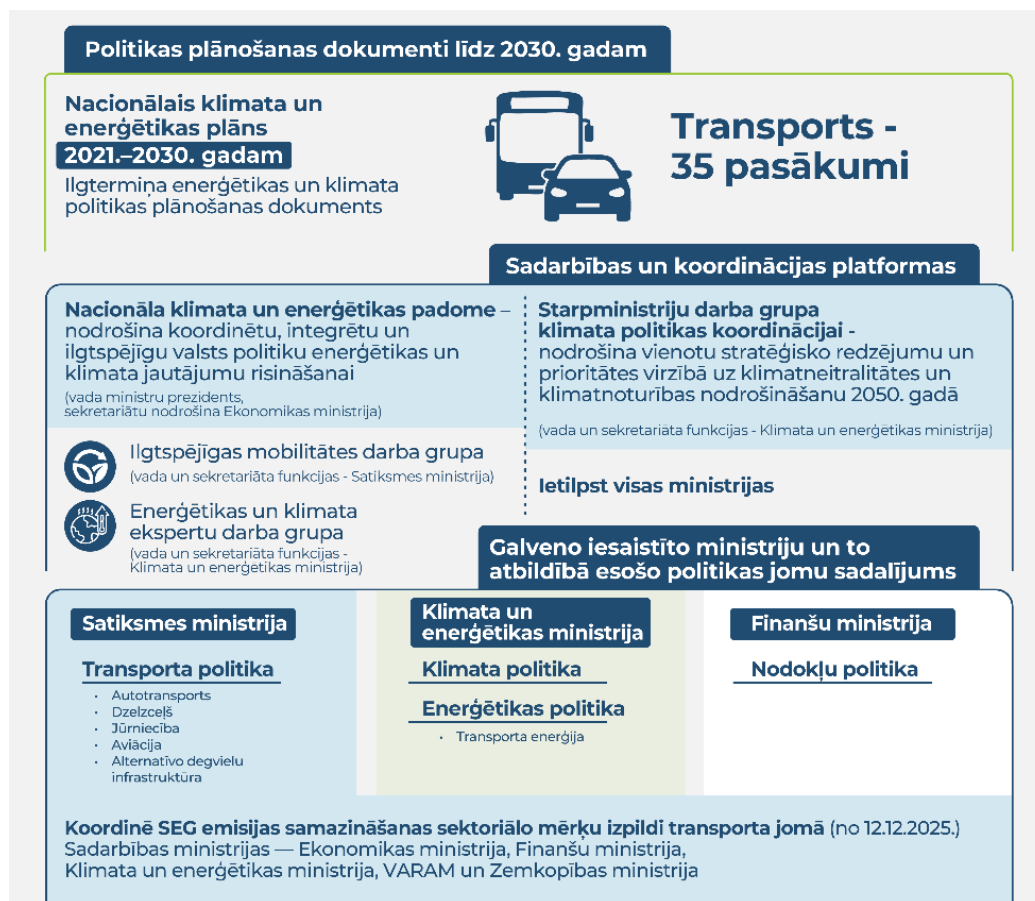 Politikas plānošanas dokumenti līdz 2030. gadam
Nacionālais klimata un
enerģētikas plāns
2021.–2030. gadam
Ilgtermiņa enerģētikas un klimata
politikas plānošanas dokuments
Transports -
35 pasākumi
Sadarbības un koordinācijas platformas
Nacionāla klimata un enerģētikas padome –
nodrošina koordinētu, integrētu un
ilgtspējīgu valsts politiku enerģētikas un
klimata jautājumu risināšanai
(vada ministru prezidents,
sekretariātu nodrošina Ekonomikas ministrija)
Ilgtspējīgas mobilitātes darba grupa
(vada un sekretariāta funkcijas - Satiksmes ministrija)
Enerģētikas un klimata
ekspertu darba grupa
(vada un sekretariāta funkcijas -
Klimata un enerģētikas ministrija)
Starpministriju darba grupa
klimata politikas koordinācijai -
nodrošina vienotu stratēģisko redzējumu un
prioritātes virzībā uz klimatneitralitātes un
klimatnoturības nodrošināšanu 2050. gadā
(vada un sekretariāta funkcijas - Klimata un enerģētikas ministrija)
Ietilpst visas ministrijas
Galveno iesaistīto ministriju un to
atbildībā esošo politikas jomu sadalījums
Satiksmes ministrija
Transporta politika
· Autotransports
· Dzelzceļš
· Jūrniecība
· Aviācija
· Alternatīvo degvielu
infrastruktūra
Klimata un
enerģētikas ministrija
Klimata politika
Enerģētikas politika
· Transporta enerģija
Finanšu ministrija
Nodokļu politika
Koordinē SEG emisijas samazināšanas sektoriālo mērķu izpildi transporta jomā (no 12.12.2025.)
Sadarbības ministrijas — Ekonomikas ministrija, Finanšu ministrija,
Klimata un enerģētikas ministrija, VARAM un Zemkopības ministrija